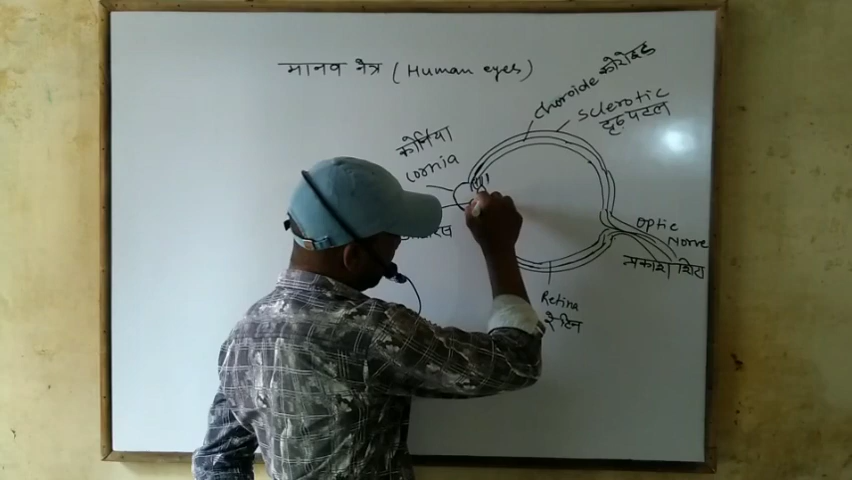 मानव नेत्र (Human eyes)
choroide कोरोइड
sclerotic
दृढ़ पटल
कोर्निया
Cornia
optic
Nerve
प्रकाश शिरा
Retina
रेटिना